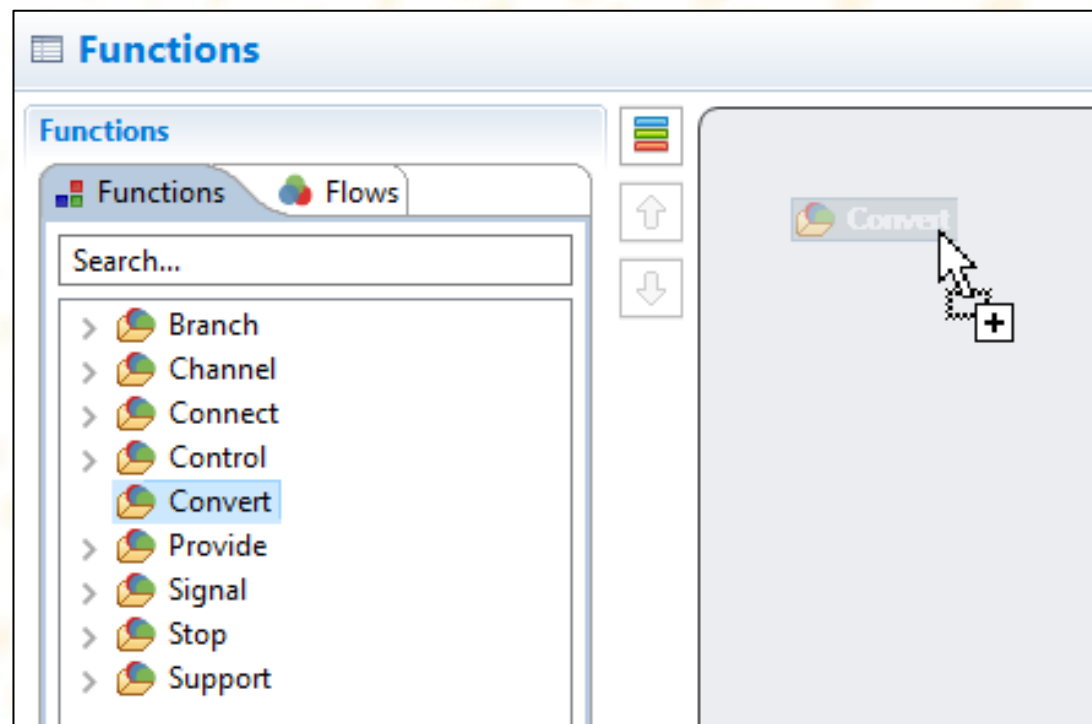 Functions
Functions
Functions Flows
Search...
Convert
Branch
Channel
Connect
Control
Convert
Provide
Signal
Stop
Support